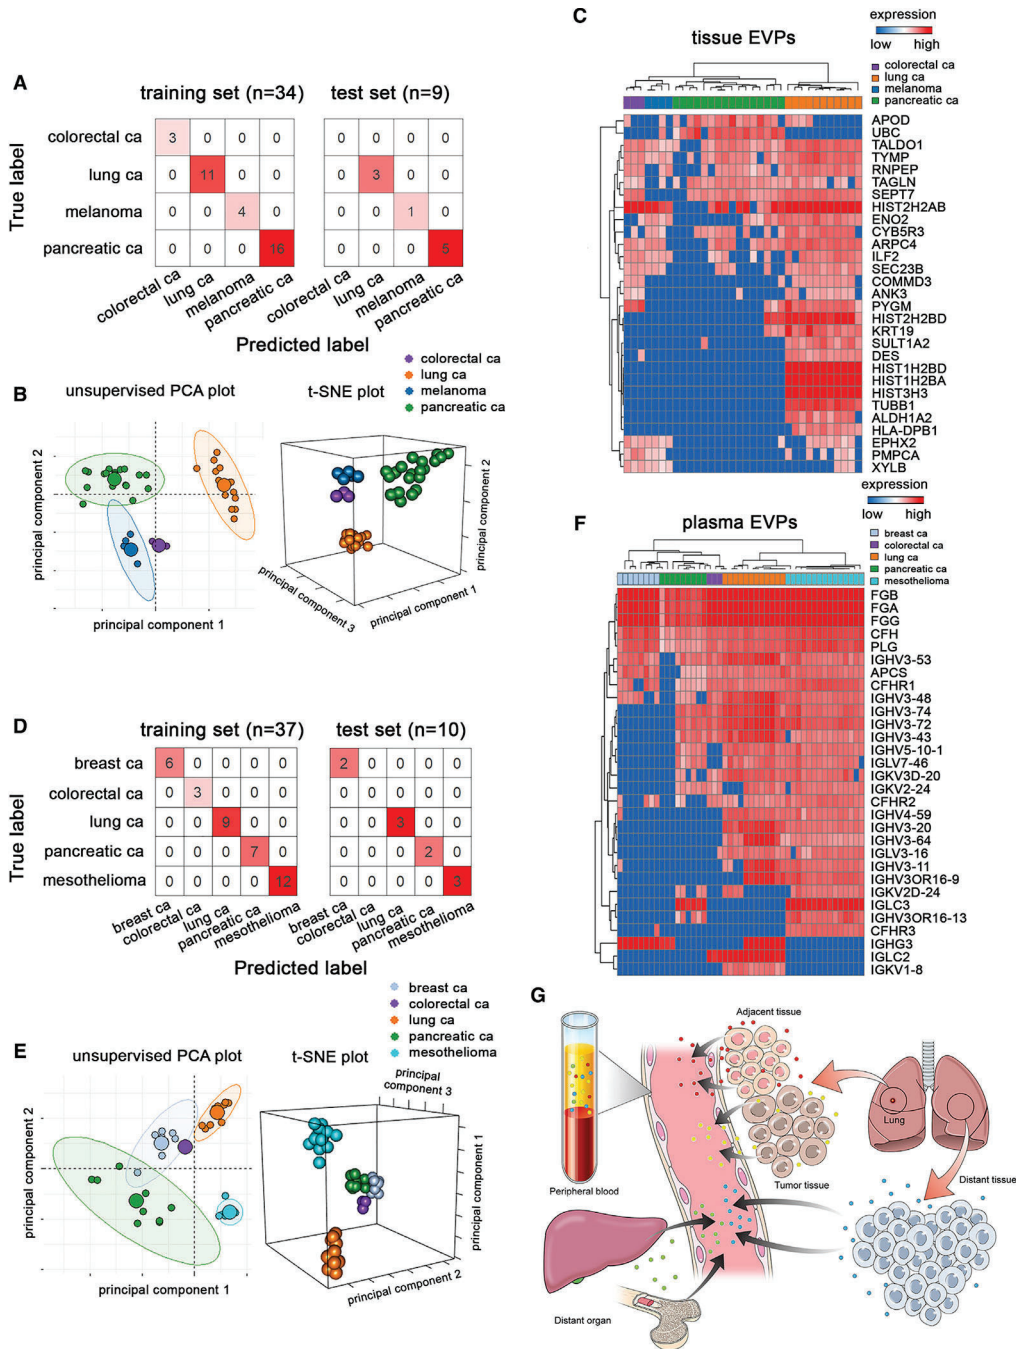 A
training set (n=34)
test set (n=9)
True label
colorectal ca
3 0 0 0
0 0 0 0
lung ca
0 11 0 0
0 3 0 0
melanoma
0 0 4 0
0 0 1 0
pancreatic ca
0 0 0 16
0 0 0 5
colorectal ca
lung ca
melanoma
pancreatic ca
colorectal ca
lung ca
melanoma
pancreatic ca
Predicted label
B
unsupervised PCA plot
t-SNE plot
colorectal ca
lung ca
melanoma
pancreatic ca
principal component 2
principal component 1
principal component 2
principal component 3
principal component 1
C
tissue EVPs
expression
low high
colorectal ca
lung ca
melanoma
pancreatic ca
APOD
UBC
TALDO1
TYMP
RNPEP
TAGLN
SEPT7
HIST2H2AB
ENO2
CYB5R3
ARPC4
ILF2
SEC23B
COMMD3
ANK3
PYGM
HIST2H2BD
KRT19
SULT1A2
DES
HIST1H2BD
HIST1H2BA
HIST3H3
TUBB1
ALDH1A2
HLA-DPB1
EPHX2
PMPCA
XYLB
D
training set (n=37)
test set (n=10)
True label
breast ca
6 0 0 0 0
2 0 0 0 0
colorectal ca
0 3 0 0 0
0 0 0 0 0
lung ca
0 0 9 0 0
0 0 3 0 0
pancreatic ca
0 0 0 7 0
0 0 0 2 0
mesothelioma
0 0 0 0 12
0 0 0 0 3
breast ca
colorectal ca
lung ca
pancreatic ca
mesothelioma
breast ca
colorectal ca
lung ca
pancreatic ca
mesothelioma
Predicted label
E
unsupervised PCA plot
t-SNE plot
breast ca
colorectal ca
lung ca
pancreatic ca
mesothelioma
principal component 2
principal component 1
principal
component 3
principal component 1
principal component 2
F
plasma EVPs
expression
low high
breast ca
colorectal ca
lung ca
pancreatic ca
mesothelioma
FGB
FGA
FGG
CFH
PLG
IGHV3-53
APCS
CFHR1
IGHV3-48
IGHV3-74
IGHV3-72
IGHV3-43
IGHV5-10-1
IGLV7-46
IGKV3D-20
IGKV2-24
CFHR2
IGHV4-59
IGHV3-20
IGHV3-64
IGLV3-16
IGHV3-11
IGHV3OR16-9
IGKV2D-24
IGLC3
IGHV3OR16-13
CFHR3
IGHG3
IGLC2
IGKV1-8
G
Adjacent tissue
Lung
Peripheral blood
Tumor tissue
Distant tissue
Distant organ